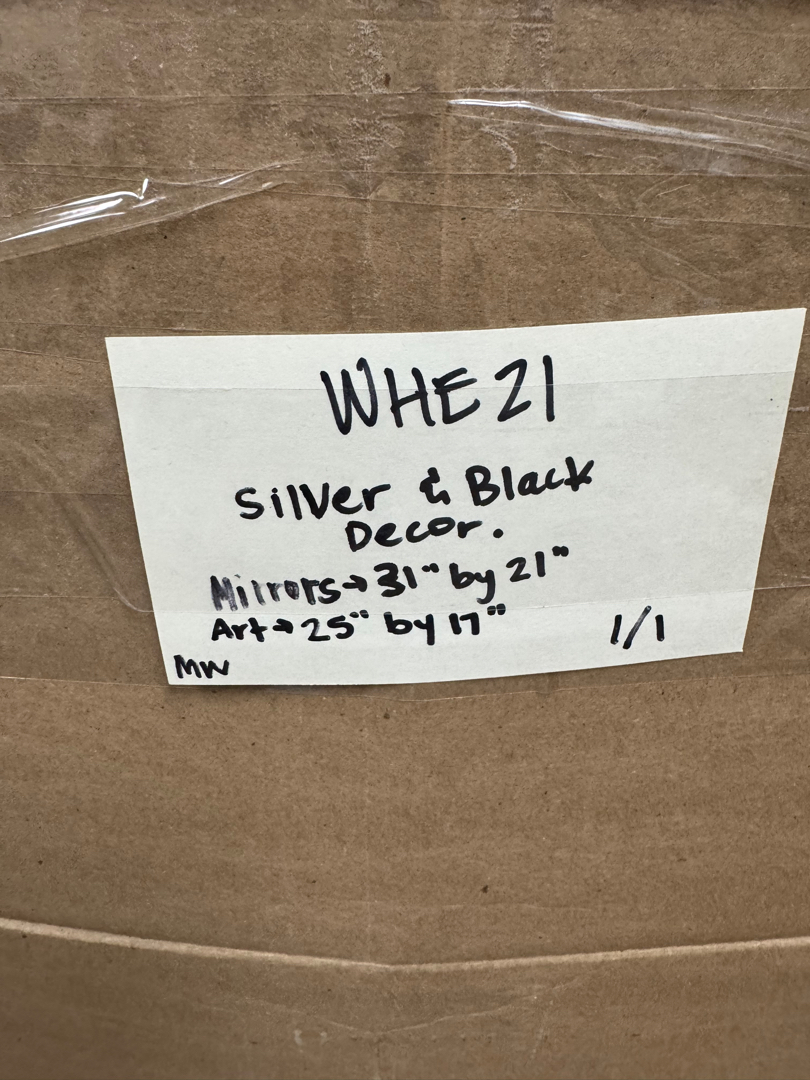 WHE21
Silver & Black
Decor.
Mirrors→31" by 21"
Art→25" by 17"
1/1
MW